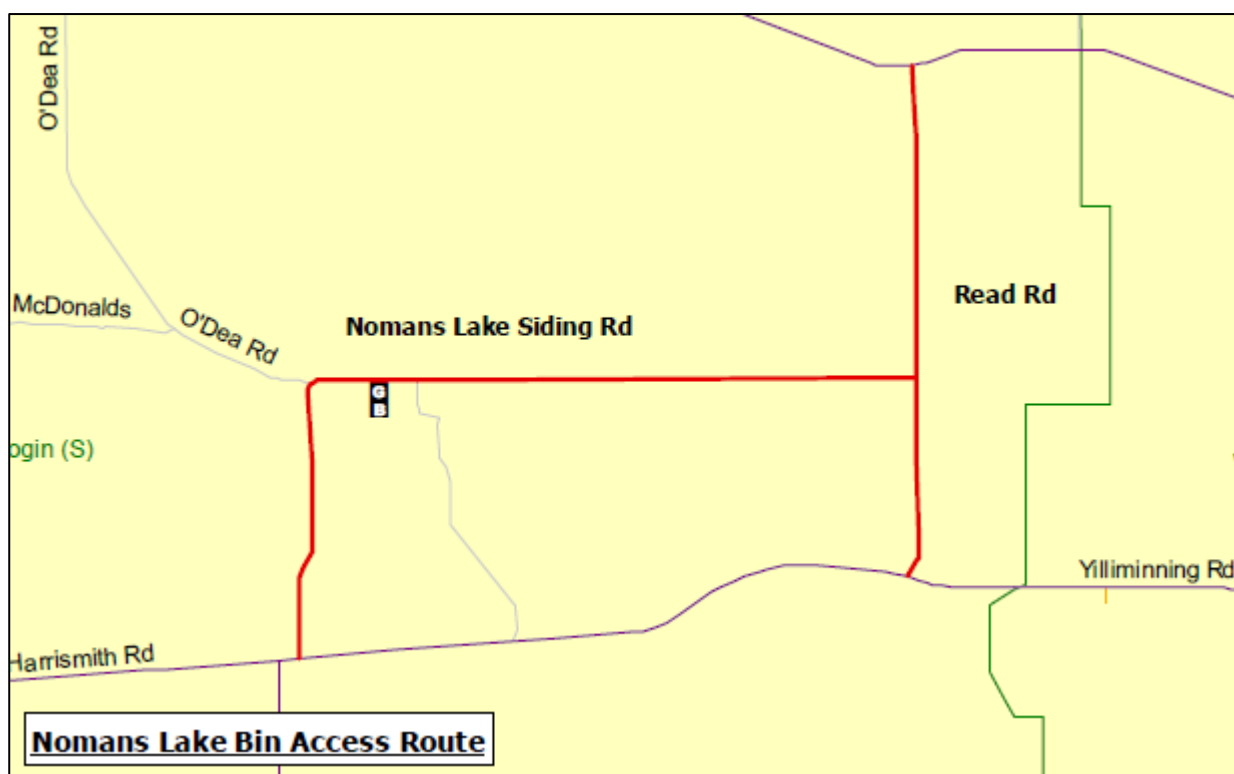 O'Dea Rd
McDonalds
O'Dea Rd
Nomans Lake Siding Rd
Read Rd
G
B
ogin (S)
Yilliminning Rd
Harrismith Rd
Nomans Lake Bin Access Route